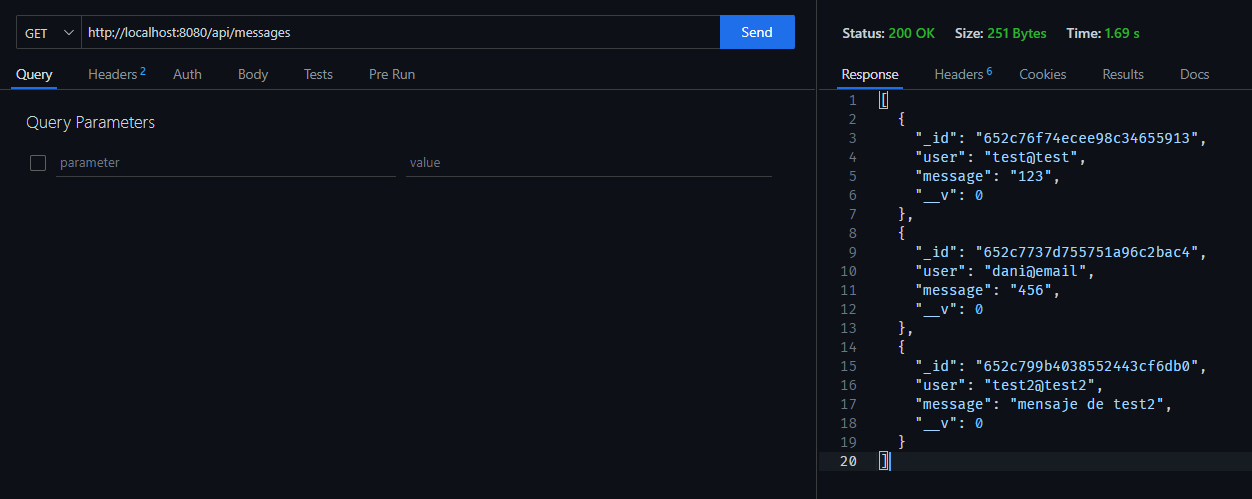 GET http://localhost:8080/api/messages Send
Query Headers 2 Auth Body Tests Pre Run
Query Parameters
parameter value
Status: 200 OK Size: 251 Bytes Time: 1.69 s
Response Headers 6 Cookies Results Docs
1 [
2 {
3 "_id": "652c76f74ecee98c34655913",
4 "user": "test@test",
5 "message": "123",
6 "__v": 0
7 },
8 {
9 "_id": "652c7737d755751a96c2bac4",
10 "user": "dani@email",
11 "message": "456",
12 "__v": 0
13 },
14 {
15 "_id": "652c799b4038552443cf6db0",
16 "user": "test2@test2",
17 "message": "mensaje de test2",
18 "__v": 0
19 }
20 ]